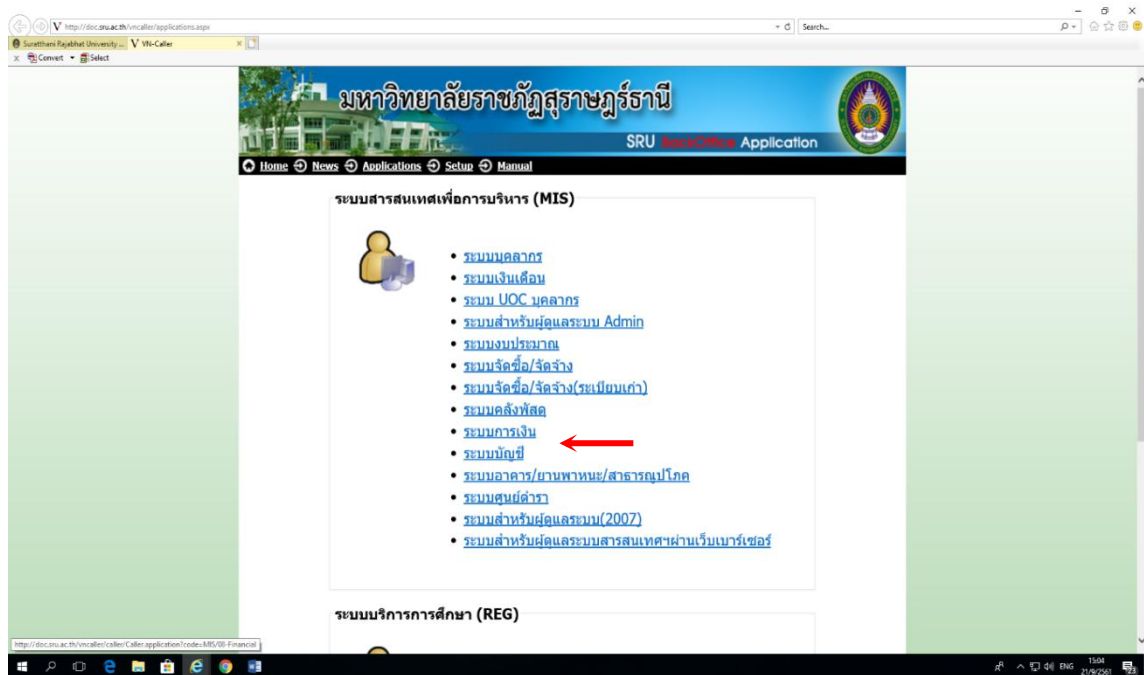 http://doc.sru.ac.th/vncaller/applications.aspx
Search...
Suratthani Rajabhat University ...
VN-Caller
x Convert Select
มหาวิทยาลัยราชภัฏสุราษฎร์ธานี
SRU BackOffice Application
Home News Applications Setup Manual
ระบบสารสนเทศเพื่อการบริหาร (MIS)
ระบบบุคลากร
ระบบเงินเดือน
ระบบ UOC บุคลากร
ระบบสำหรับผู้ดูแลระบบ Admin
ระบบงบประมาณ
ระบบจัดซื้อ/จัดจ้าง
ระบบจัดซื้อ/จัดจ้าง(ระเบียบเก่า)
ระบบคลังพัสดุ
ระบบการเงิน
ระบบบัญชี
ระบบอาคาร/ยานพาหนะ/สาธารณุปโภค
ระบบศูนย์ตำรา
ระบบสำหรับผู้ดูแลระบบ(2007)
ระบบสำหรับผู้ดูแลระบบสารสนเทศฯผ่านเว็บเบาร์เซอร์
ระบบบริการการศึกษา (REG)
http://doc.sru.ac.th/vncaller/caller/Caller.application?code=MIS/08-Financial
ENG
15:04
21/9/2561
23